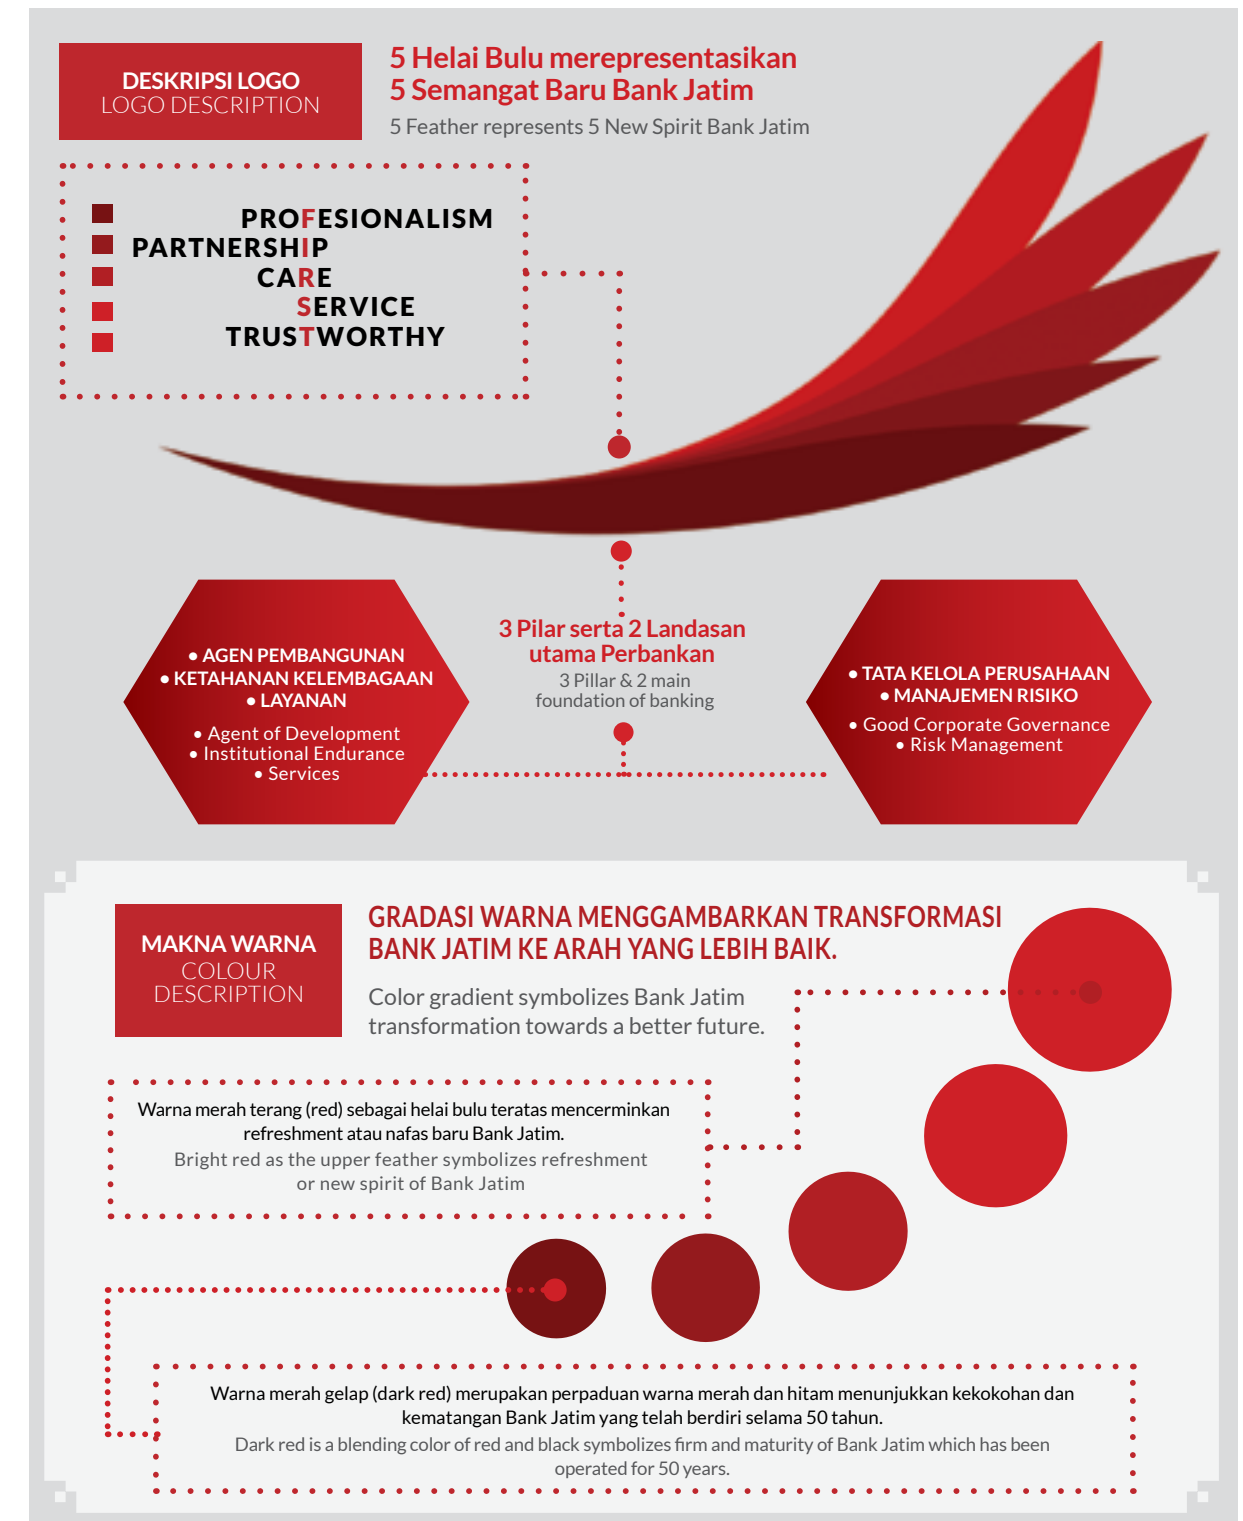 DESKRIPSI LOGO
LOGO DESCRIPTION
5 Helai Bulu merepresentasikan
5 Semangat Baru Bank Jatim
5 Feather represents 5 New Spirit Bank Jatim
PROFESIONALISM
PARTNERSHIP
CARE
SERVICE
TRUSTWORTHY
• AGEN PEMBANGUNAN
• KETAHANAN KELEMBAGAAN
• LAYANAN
• Agent of Development
• Institutional Endurance
• Services
3 Pilar serta 2 Landasan
utama Perbankan
3 Pillar & 2 main
foundation of banking
• TATA KELOLA PERUSAHAAN
• MANAJEMEN RISIKO
• Good Corporate Governance
• Risk Management
MAKNA WARNA
COLOUR
DESCRIPTION
GRADASI WARNA MENGGAMBARKAN TRANSFORMASI
BANK JATIM KE ARAH YANG LEBIH BAIK.
Color gradient symbolizes Bank Jatim
transformation towards a better future.
Warna merah terang (red) sebagai helai bulu teratas mencerminkan
refreshment atau nafas baru Bank Jatim.
Bright red as the upper feather symbolizes refreshment
or new spirit of Bank Jatim
Warna merah gelap (dark red) merupakan perpaduan warna merah dan hitam menunjukkan kekokohan dan
kematangan Bank Jatim yang telah berdiri selama 50 tahun.
Dark red is a blending color of red and black symbolizes firm and maturity of Bank Jatim which has been
operated for 50 years.